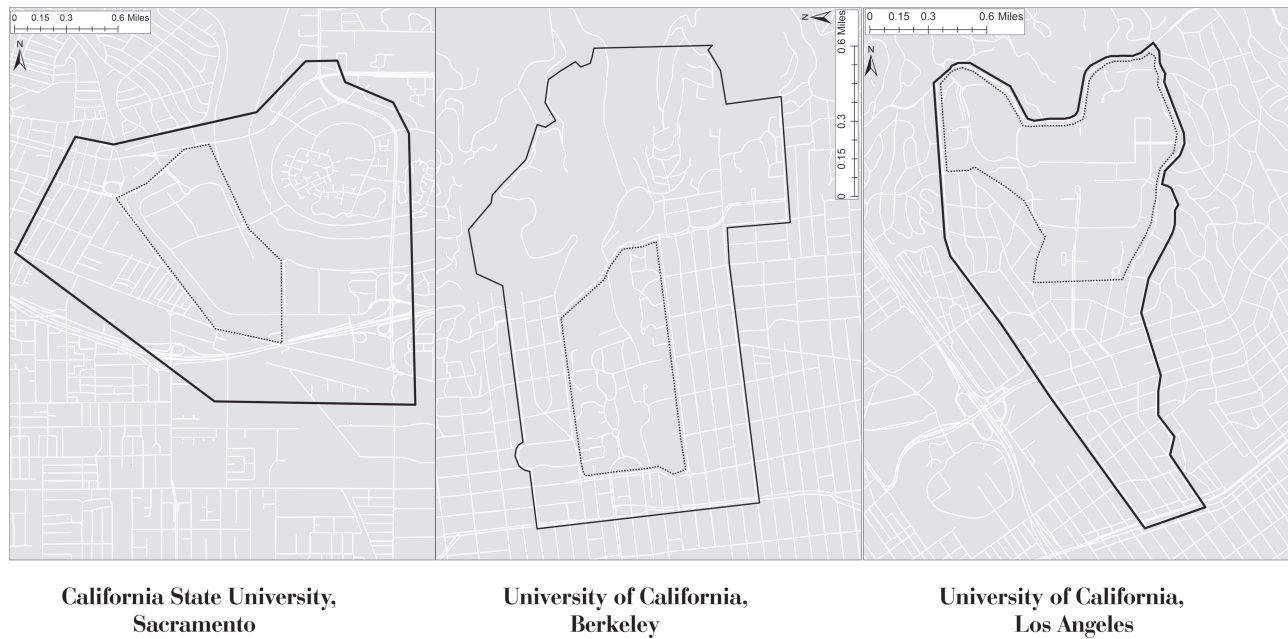 0 0.15 0.3 0.6 Miles
N
N
0 0.15 0.3 0.6 Miles
0 0.15 0.3 0.6 Miles
N
California State University,
Sacramento
University of California,
Berkeley
University of California,
Los Angeles